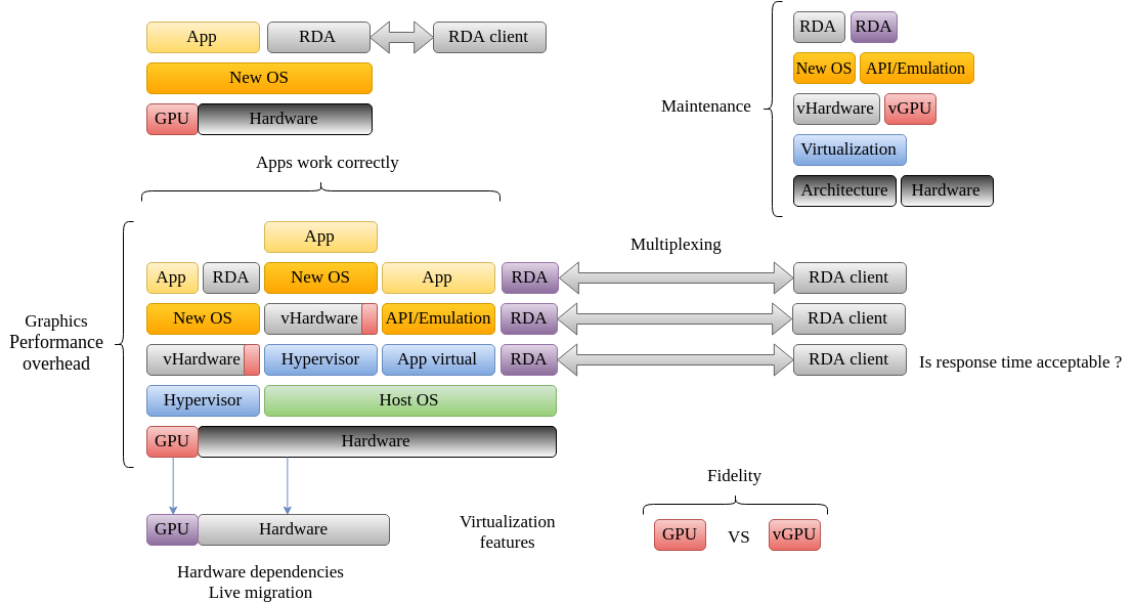 App
RDA
RDA client
New OS
GPU
Hardware
Maintenance
RDA
RDA
New OS
API/Emulation
vHardware
vGPU
Virtualization
Architecture
Hardware
Apps work correctly
Graphics
Performance
overhead
App
App
RDA
New OS
App
RDA
New OS
vHardware
API/Emulation
RDA
vHardware
Hypervisor
App virtual
RDA
Hypervisor
Host OS
GPU
Hardware
Multiplexing
RDA client
RDA client
RDA client
Is response time acceptable ?
GPU
Hardware
Hardware dependencies
Live migration
Virtualization
features
Fidelity
GPU
VS
vGPU